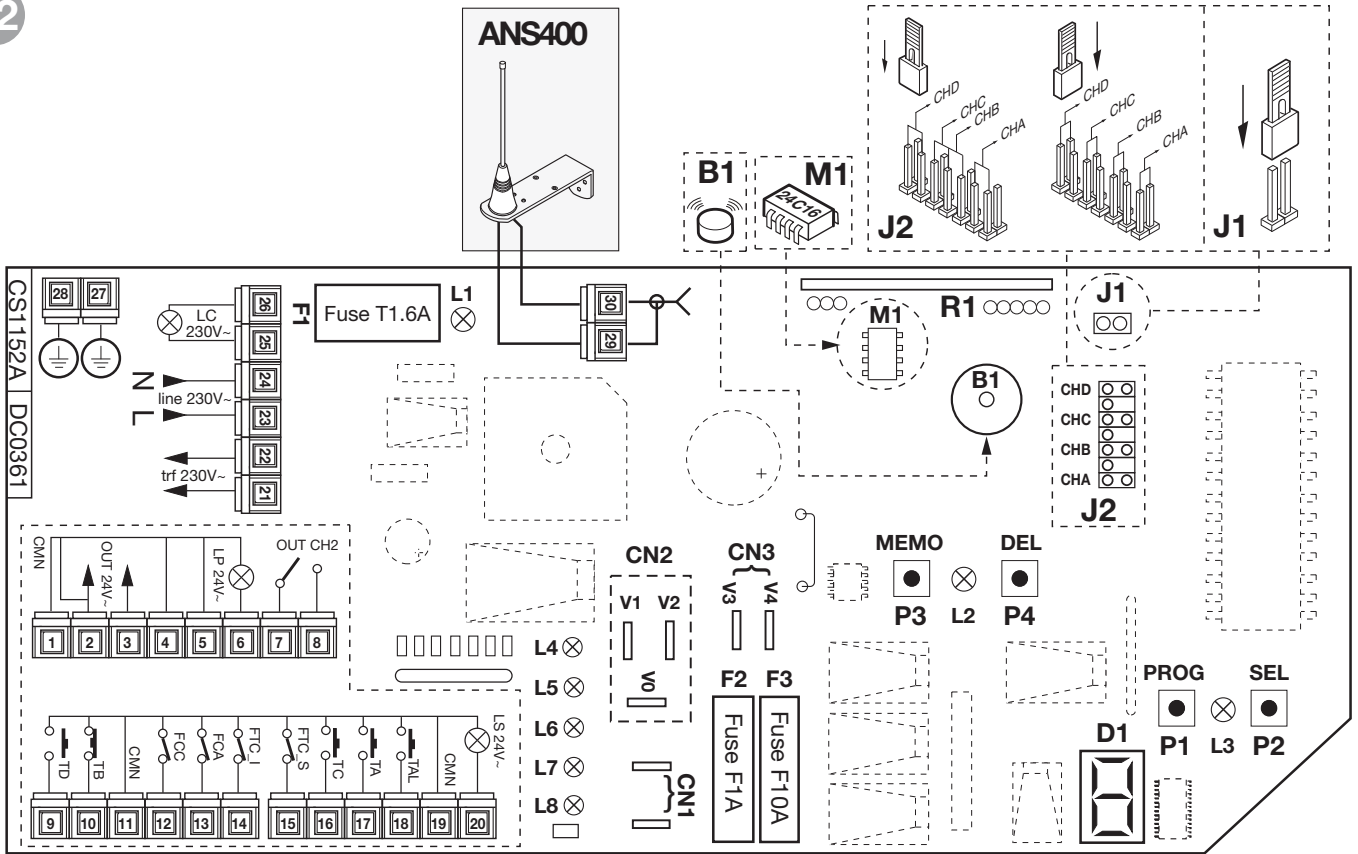 2
ANS400
CHD
CHC
CHB
CHA
CHD
CHC
CHB
CHA
J2
J1
B1
M1
24C16
CS1152A
DC0361
28
27
LC
230V~
26
25
N
line 230V~
L
24
23
22
trf 230V~
21
F1
Fuse T1.6A
L1
30
29
R1
M1
B1
J1
CHD
CHC
CHB
CHA
J2
CMN
OUT 24V~
LP 24V~
OUT CH2
1
2
3
4
5
6
7
8
TD
TB
CMN
FCC
FCA
FTC_I
FTC_S
TC
TA
TAL
CMN
LS 24V~
9
10
11
12
13
14
15
16
17
18
19
20
L4
L5
L6
L7
L8
CN2
V1
V2
V0
CN1
CN3
V3
V4
F2
F3
Fuse F1A
Fuse F10A
+
+
MEMO
DEL
P3
L2
P4
PROG
SEL
P1
L3
P2
D1
8